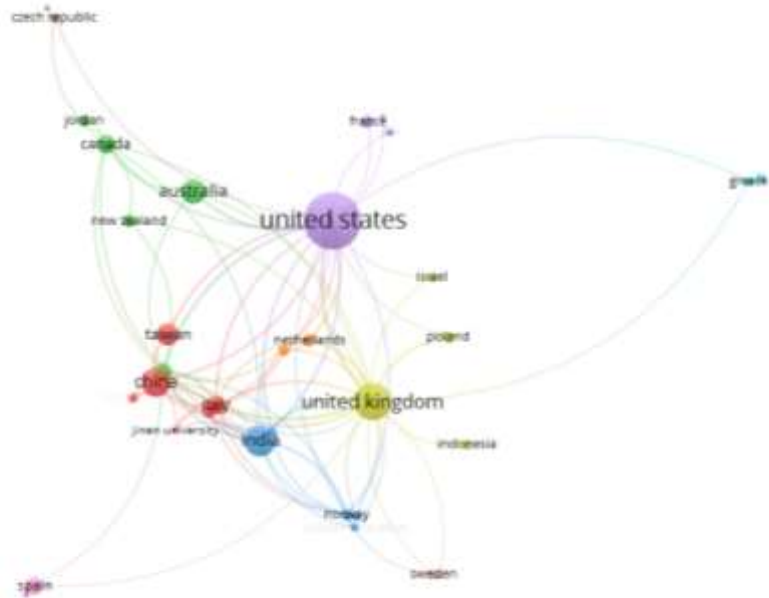 czech republic
france
jordan
canada
greece
australia
united states
new zealand
israel
taiwan
netherlands
poland
china
united kingdom
italy
jinan university
india
indonesia
norway
sweden
spain